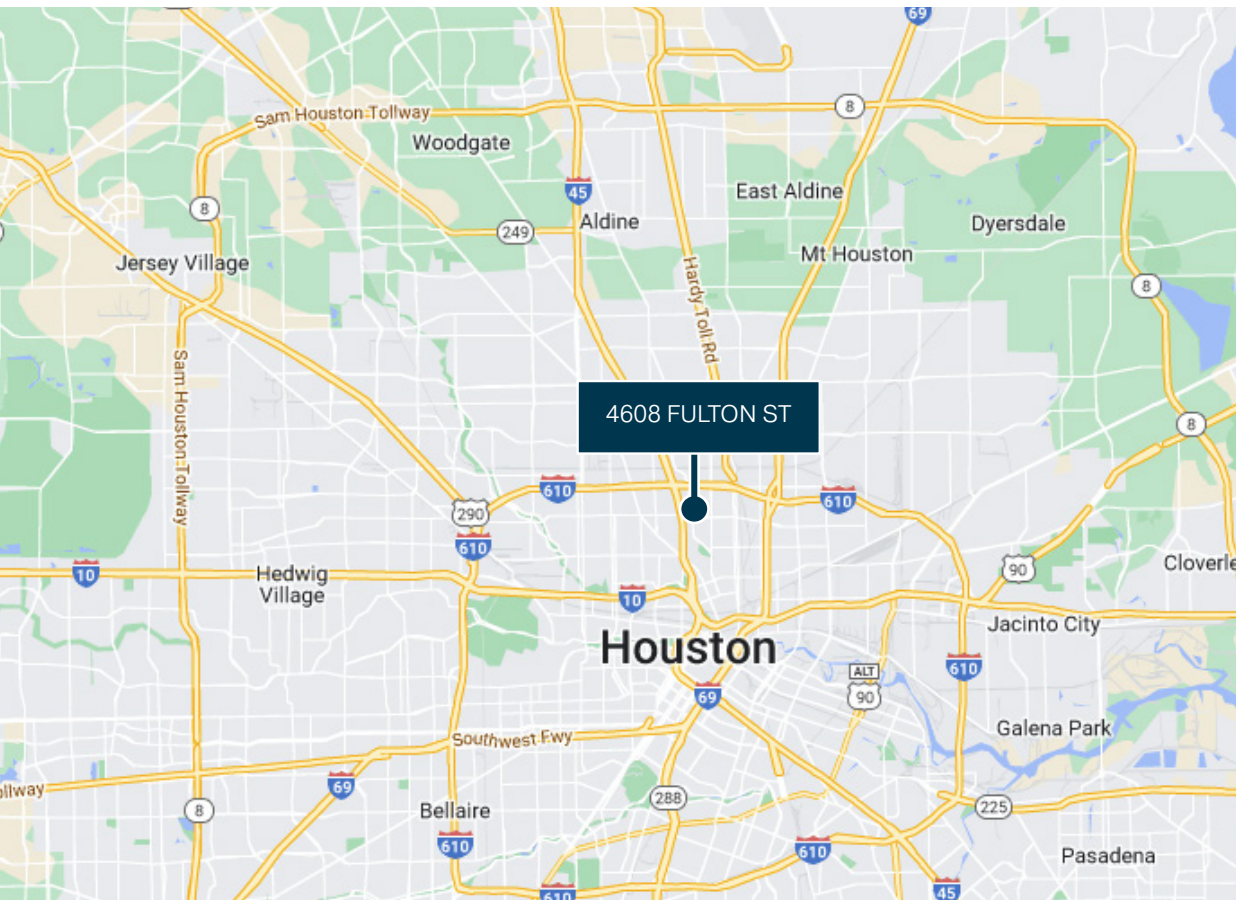 69
Sam Houston Tollway
8
Woodgate
45
East Aldine
8
249
Aldine
Dyersdale
Mt Houston
Jersey Village
Hardy Toll Rd
8
Sam Houston Tollway
4608 FULTON ST
8
610
610
290
610
10
Hedwig
Village
90
Cloverle
10
Jacinto City
Houston
610
ALT
90
69
Galena Park
Southwest Fwy
69
ollway
288
8
Bellaire
225
610
610
Pasadena
610
45